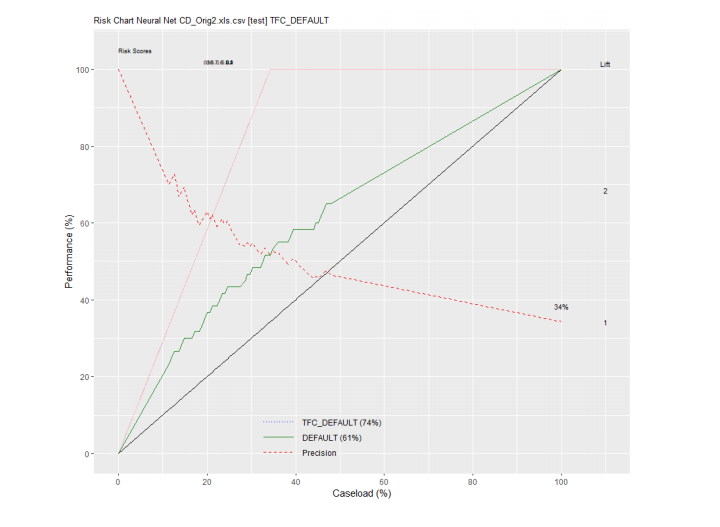 Risk Chart Neural Net CD_Orig2.xls.csv [test] TFC_DEFAULT
Risk Scores
Lift
100
80
60
40
20
0
2
1
34%
Performance (%)
TFC_DEFAULT (74%)
DEFAULT (61%)
Precision
0
20
40
60
80
100
Caseload (%)